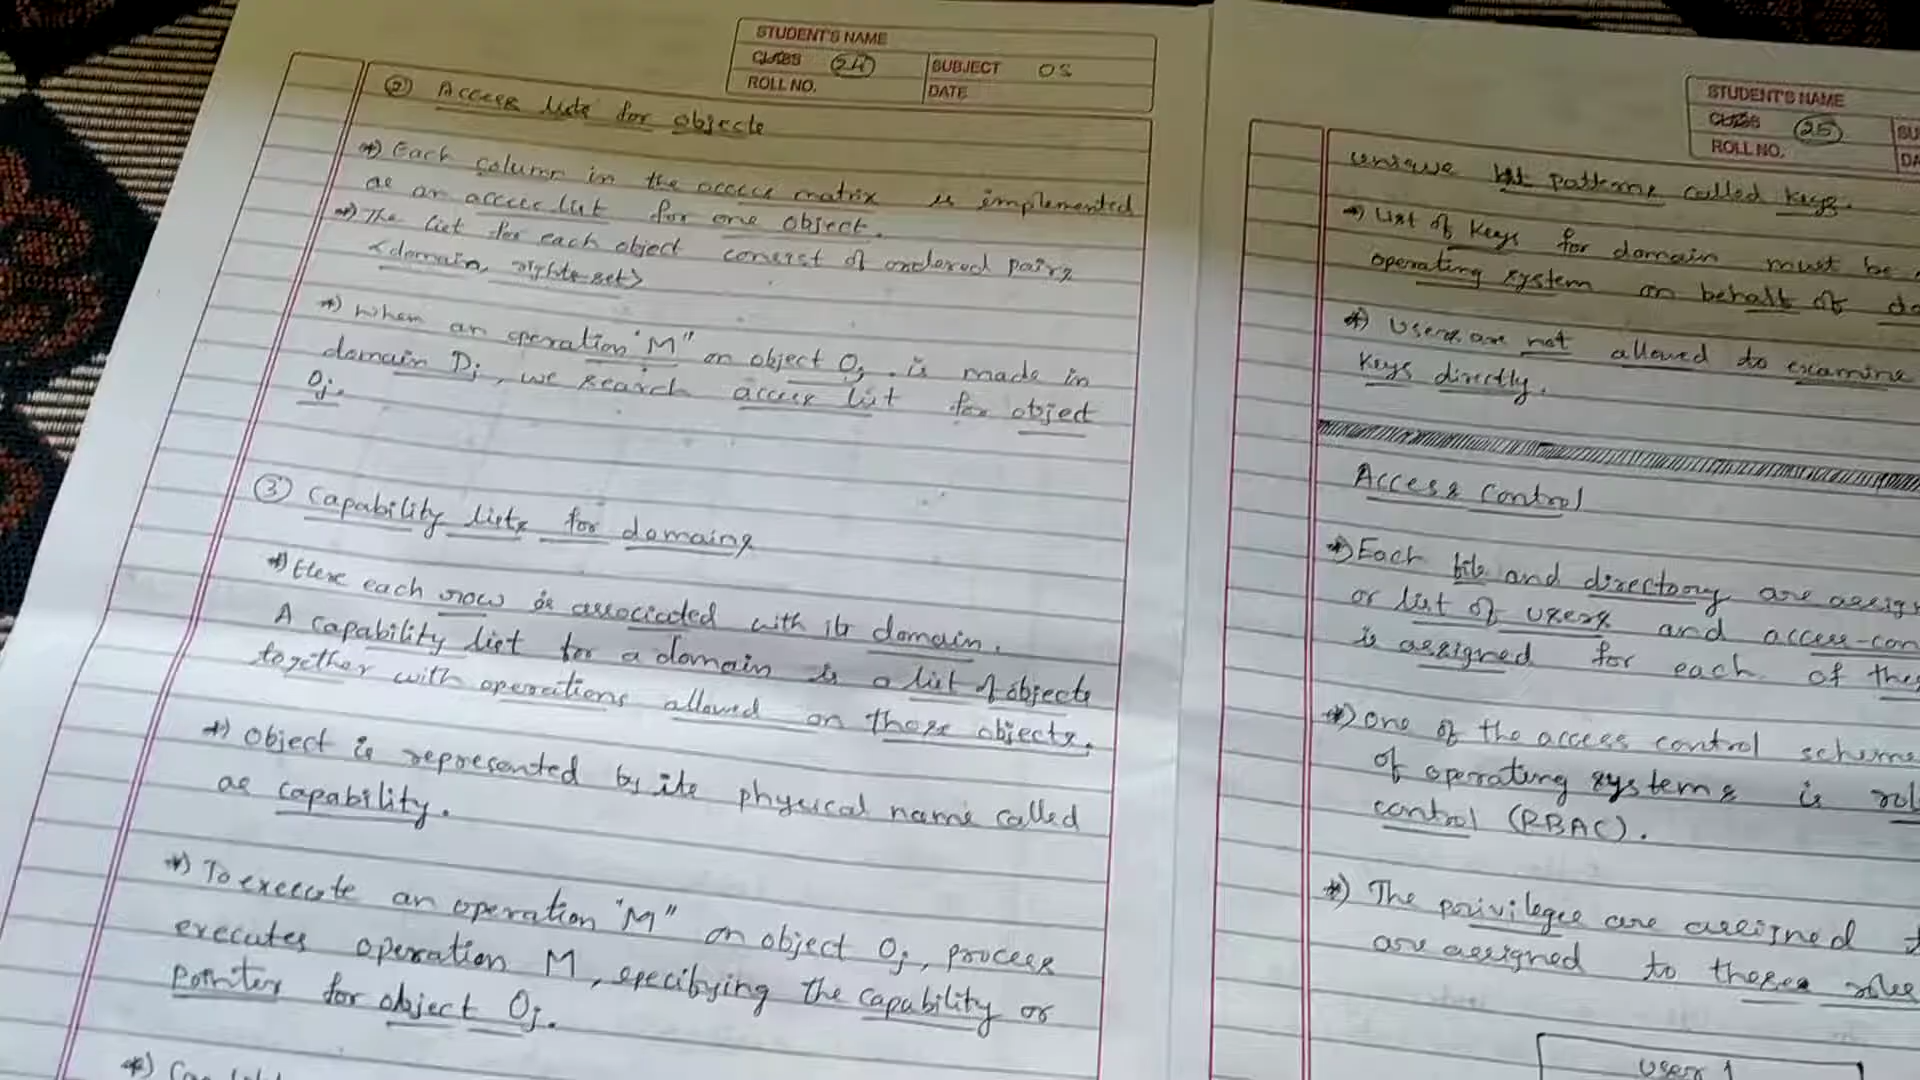 STUDENT'S NAME
CLASS 24 SUBJECT OS
ROLL NO. DATE
② Access lists for objects
*) Each column in the access matrix is implemented
as an access list for one object.
*) The list for each object consist of ordered pairs
<domain, rights-set>
*) When an operation "M" on object Oj is made in
domain Di, we search access list for object
Oj.
③ Capability lists for domains
*) Here each row is associated with its domain.
A capability list for a domain is a list of objects
together with operations allowed on those objects.
*) Object is represented by its physical name called
as capability.
*) To execute an operation "M" on object Oj, process
executes operation M, specifying the capability or
Pointer for object Oj.
*)
STUDENT'S NAME
CLASS 25 SU
ROLL NO. DA
unique bit patterns called keys.
*) List of keys for domain must be
operating system on behalf of do
*) Users are not allowed to examine
keys directly.
Access control
*) Each file and directory are assign
or list of users and access-con
is assigned for each of the
*) One of the access control scheme
of operating systems is rol
control (RBAC).
*) The privileges are assigned t
are assigned to these roles
User 1